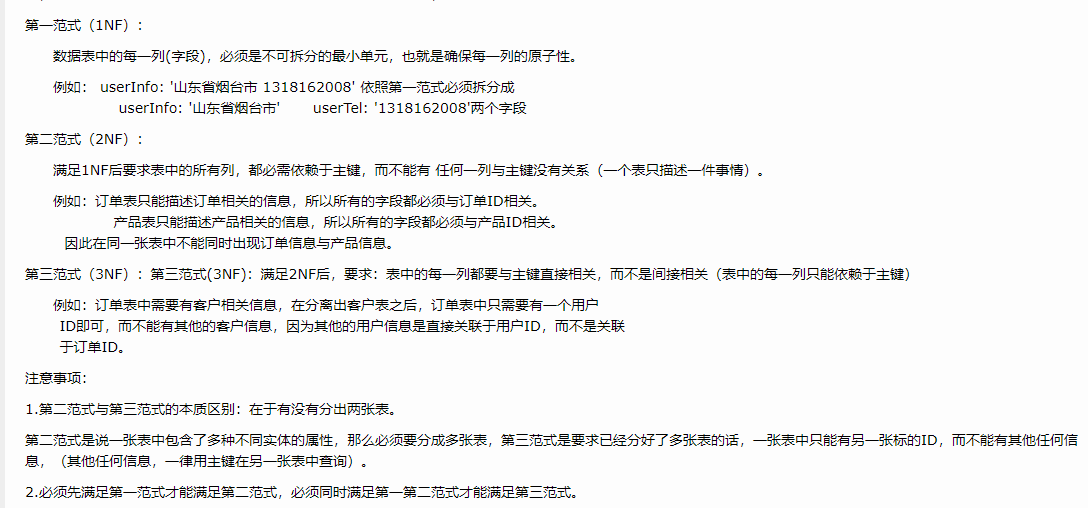 第一范式（1NF）：
数据表中的每一列(字段)，必须是不可拆分的最小单元，也就是确保每一列的原子性。
例如： userInfo: '山东省烟台市 1318162008' 依照第一范式必须拆分成
userInfo: '山东省烟台市' userTel: '1318162008'两个字段
第二范式（2NF）：
满足1NF后要求表中的所有列，都必需依赖于主键，而不能有 任何一列与主键没有关系（一个表只描述一件事情）。
例如：订单表只能描述订单相关的信息，所以所有的字段都必须与订单ID相关。
产品表只能描述产品相关的信息，所以所有的字段都必须与产品ID相关。
因此在同一张表中不能同时出现订单信息与产品信息。
第三范式（3NF）：第三范式(3NF)：满足2NF后，要求：表中的每一列都要与主键直接相关，而不是间接相关（表中的每一列只能依赖于主键）
例如：订单表中需要有客户相关信息，在分离出客户表之后，订单表中只需要有一个用户
ID即可，而不能有其他的客户信息，因为其他的用户信息是直接关联于用户ID，而不是关联
于订单ID。
注意事项：
1.第二范式与第三范式的本质区别：在于有没有分出两张表。
第二范式是说一张表中包含了多种不同实体的属性，那么必须要分成多张表，第三范式是要求已经分好了多张表的话，一张表中只能有另一张标的ID，而不能有其他任何信
息，（其他任何信息，一律用主键在另一张表中查询）。
2.必须先满足第一范式才能满足第二范式，必须同时满足第一第二范式才能满足第三范式。